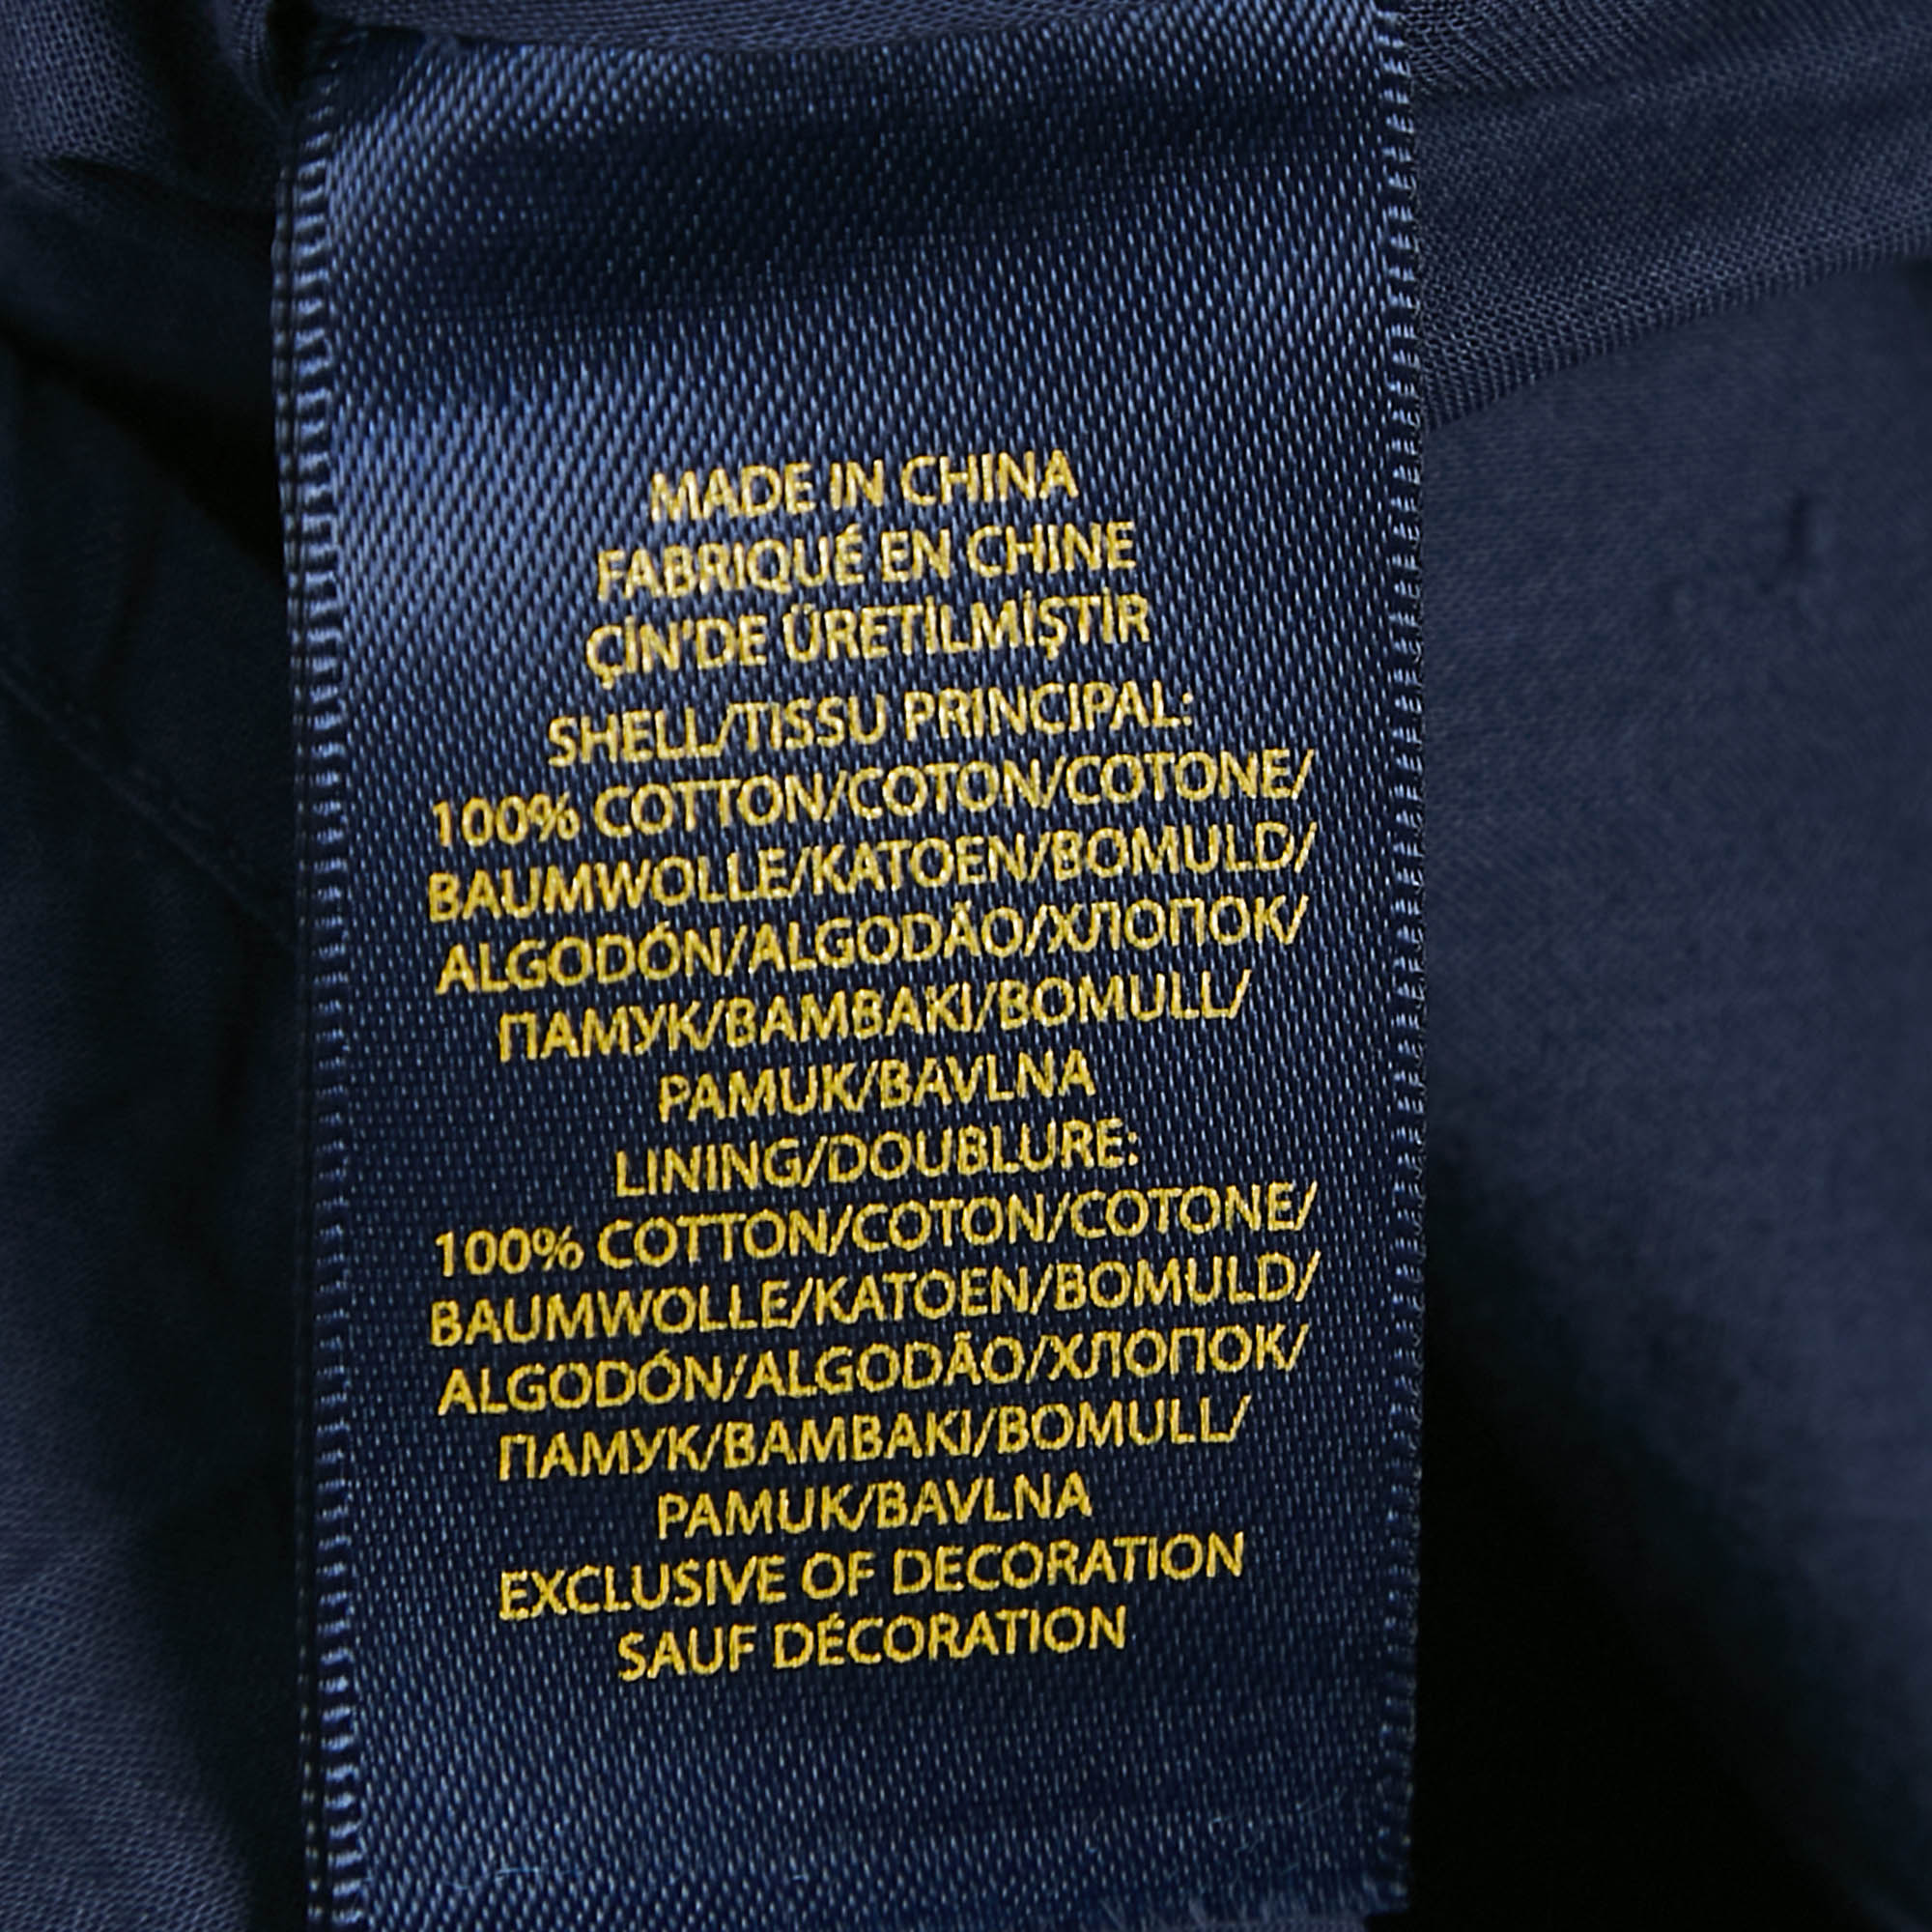 MADE IN CHINA
FABRIQUÉ EN CHINE
ÇİN'DE ÜRETİLMİŞTİR
SHELL/TISSU PRINCIPAL:
100% COTTON/COTON/COTONE/
BAUMWOLLE/KATOEN/BOMULD/
ALGODÓN/ALGODÃO/ХЛОПОК/
ПАМУК/BAMBAKI/BOMULL/
PAMUK/BAVLNA
LINING/DOUBLURE:
100% COTTON/COTON/COTONE/
BAUMWOLLE/KATOEN/BOMULD/
ALGODÓN/ALGODÃO/ХЛОПОК/
ПАМУК/BAMBAKI/BOMULL/
PAMUK/BAVLNA
EXCLUSIVE OF DECORATION
SAUF DÉCORATION